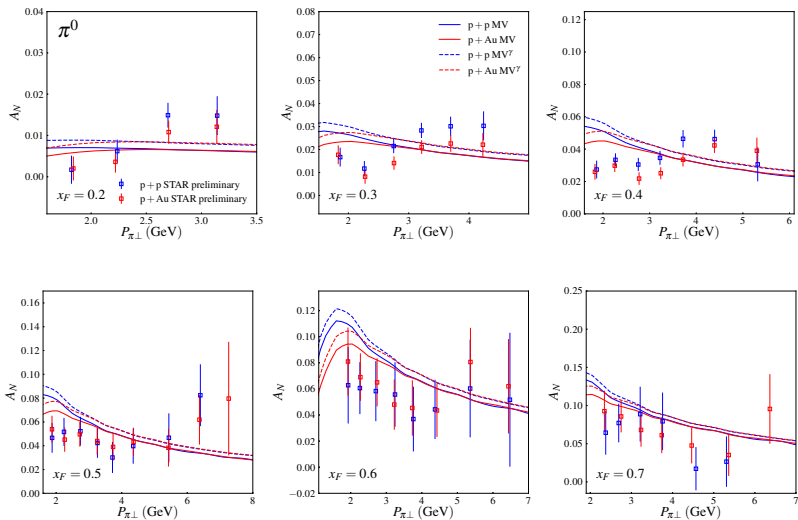 π⁰
A_N
0.04
0.03
0.02
0.01
0.00
2.0 2.5 3.0 3.5
P_π⊥ (GeV)
x_F = 0.2
p + p STAR preliminary
p + Au STAR preliminary
A_N
0.10
0.08
0.06
0.04
0.02
0.00
2 3 4
P_π⊥ (GeV)
x_F = 0.3
p + p MV
p + Au MV
p + p MV^γ
p + Au MV^γ
A_N
0.14
0.12
0.10
0.08
0.06
0.04
0.02
0.00
2 3 4 5 6
P_π⊥ (GeV)
x_F = 0.4
A_N
0.16
0.14
0.12
0.10
0.08
0.06
0.04
0.02
0.00
2 3 4 5 6 7 8
P_π⊥ (GeV)
x_F = 0.5
A_N
0.12
0.10
0.08
0.06
0.04
0.02
0.00
−0.02
2 3 4 5 6 7
P_π⊥ (GeV)
x_F = 0.6
A_N
0.25
0.20
0.15
0.10
0.05
0.00
2 3 4 5 6 7
P_π⊥ (GeV)
x_F = 0.7